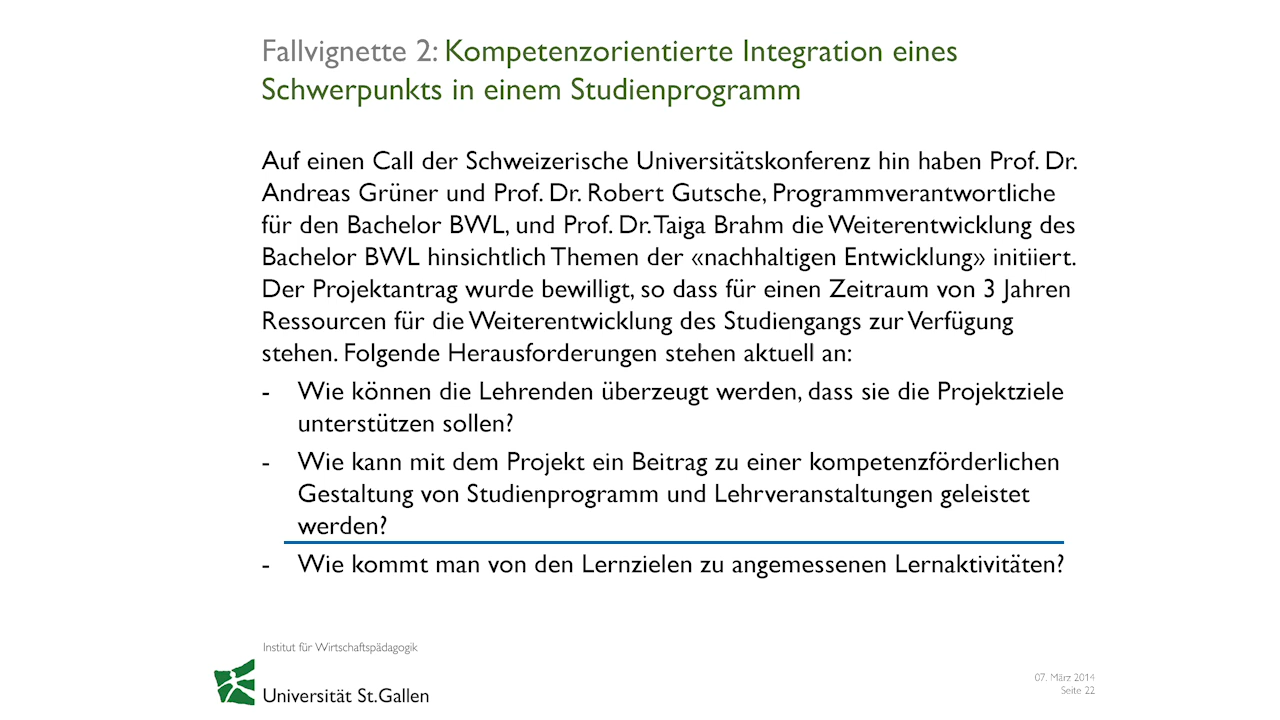 Fallvignette 2: Kompetenzorientierte Integration eines
Schwerpunkts in einem Studienprogramm
Auf einen Call der Schweizerische Universitätskonferenz hin haben Prof. Dr.
Andreas Grüner und Prof. Dr. Robert Gutsche, Programmverantwortliche
für den Bachelor BWL, und Prof. Dr. Taiga Brahm die Weiterentwicklung des
Bachelor BWL hinsichtlich Themen der «nachhaltigen Entwicklung» initiiert.
Der Projektantrag wurde bewilligt, so dass für einen Zeitraum von 3 Jahren
Ressourcen für die Weiterentwicklung des Studiengangs zur Verfügung
stehen. Folgende Herausforderungen stehen aktuell an:
- Wie können die Lehrenden überzeugt werden, dass sie die Projektziele
unterstützen sollen?
- Wie kann mit dem Projekt ein Beitrag zu einer kompetenzförderlichen
Gestaltung von Studienprogramm und Lehrveranstaltungen geleistet
werden?
- Wie kommt man von den Lernzielen zu angemessenen Lernaktivitäten?
Institut für Wirtschaftspädagogik
Universität St.Gallen
07. März 2014
Seite 22